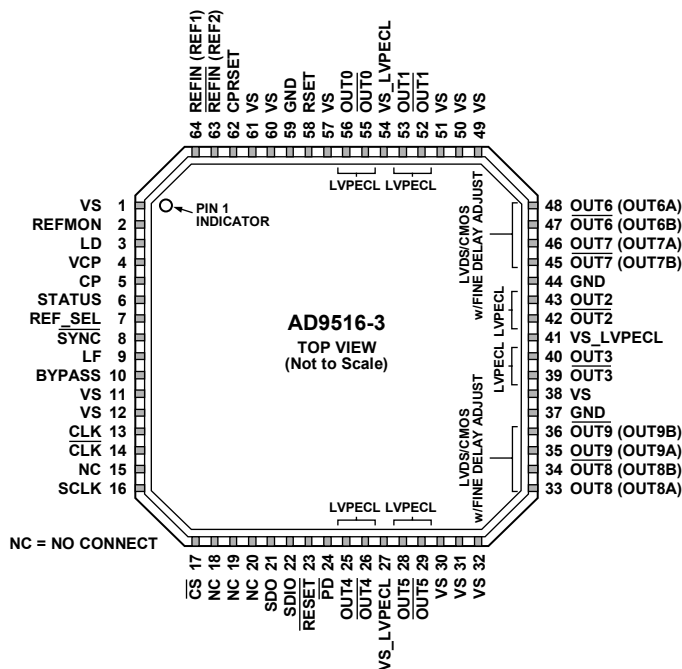 64 REFIN (REF1)
63 REFIN (REF2)
62 CPRSET
61 VS
60 VS
59 GND
58 RSET
57 VS
56 OUT0
55 OUT0
54 VS_LVPECL
53 OUT1
52 OUT1
51 VS
50 VS
49 VS
LVPECL
LVPECL
VS 1
REFMON 2
LD 3
VCP 4
CP 5
STATUS 6
REF_SEL 7
SYNC 8
LF 9
BYPASS 10
VS 11
VS 12
CLK 13
CLK 14
NC 15
SCLK 16
PIN 1
INDICATOR
AD9516-3
TOP VIEW
(Not to Scale)
LVDS/CMOS
w/FINE DELAY ADJUST
LVPECL
LVPECL
LVDS/CMOS
w/FINE DELAY ADJUST
48 OUT6 (OUT6A)
47 OUT6 (OUT6B)
46 OUT7 (OUT7A)
45 OUT7 (OUT7B)
44 GND
43 OUT2
42 OUT2
41 VS_LVPECL
40 OUT3
39 OUT3
38 VS
37 GND
36 OUT9 (OUT9B)
35 OUT9 (OUT9A)
34 OUT8 (OUT8B)
33 OUT8 (OUT8A)
LVPECL
LVPECL
NC = NO CONNECT
CS 17
NC 18
NC 19
NC 20
SDO 21
SDIO 22
RESET 23
PD 24
OUT4 25
OUT4 26
VS_LVPECL 27
OUT5 28
OUT5 29
VS 30
VS 31
VS 32